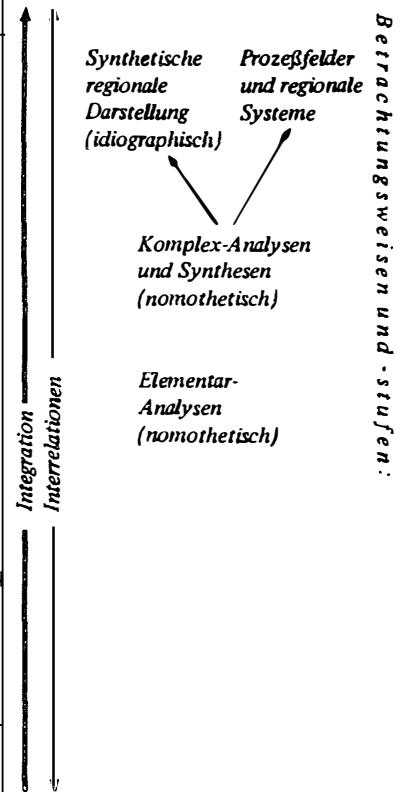 Synthetische
regionale
Darstellung
(idiographisch)
Prozeßfelder
und regionale
Systeme
Komplex-Analysen
und Synthesen
(nomothetisch)
Elementar-
Analysen
(nomothetisch)
Integration
Interrelationen
Betrachtungsweisen und -stufen: